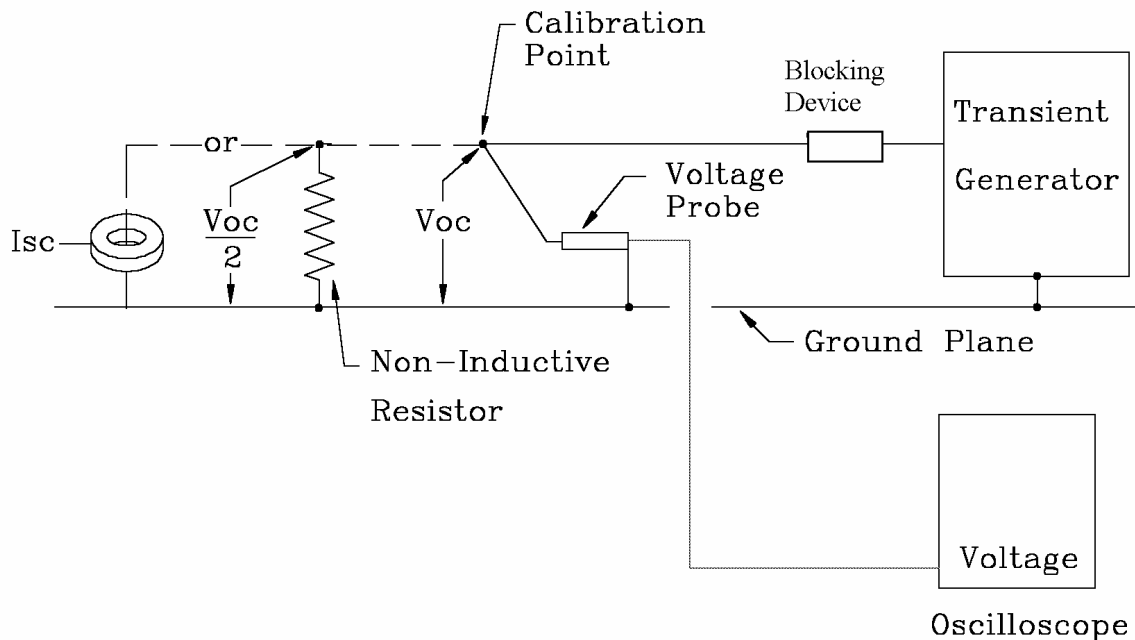 Calibration
Point
Blocking
Device
Transient
Generator
or
Voltage
Probe
Isc
Voc
2
Voc
Ground Plane
Non-Inductive
Resistor
Voltage
Oscilloscope